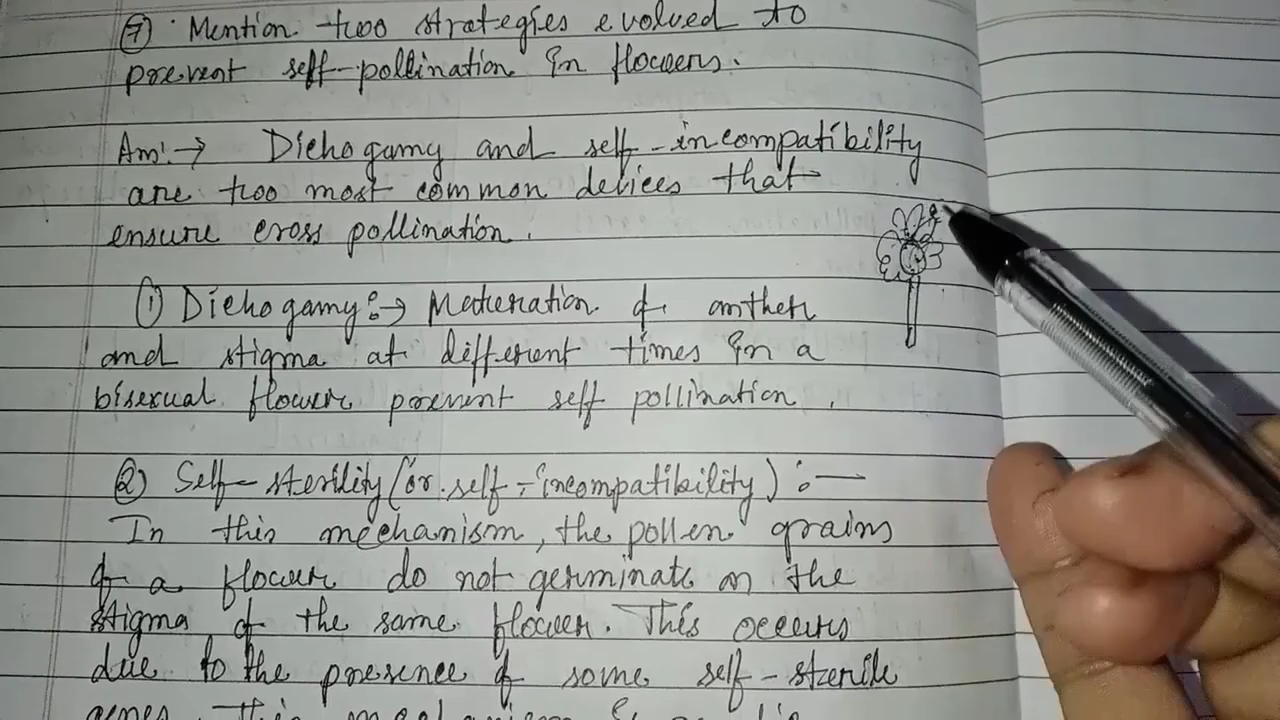 ⑦ Mention two strategies evolved to
prevent self-pollination in flowers.
Ans:→ Dichogamy and self-incompatibility
are two most common devices that
ensure cross pollination.
① Dichogamy:→ Maturation of anther
and stigma at different times in a
bisexual flower prevent self pollination.
② Self-sterility (or self-incompatibility):—
In this mechanism, the pollen grains
of a flower do not germinate on the
stigma of the same flower. This occurs
due to the presence of some self-sterile
genes. This mechanism